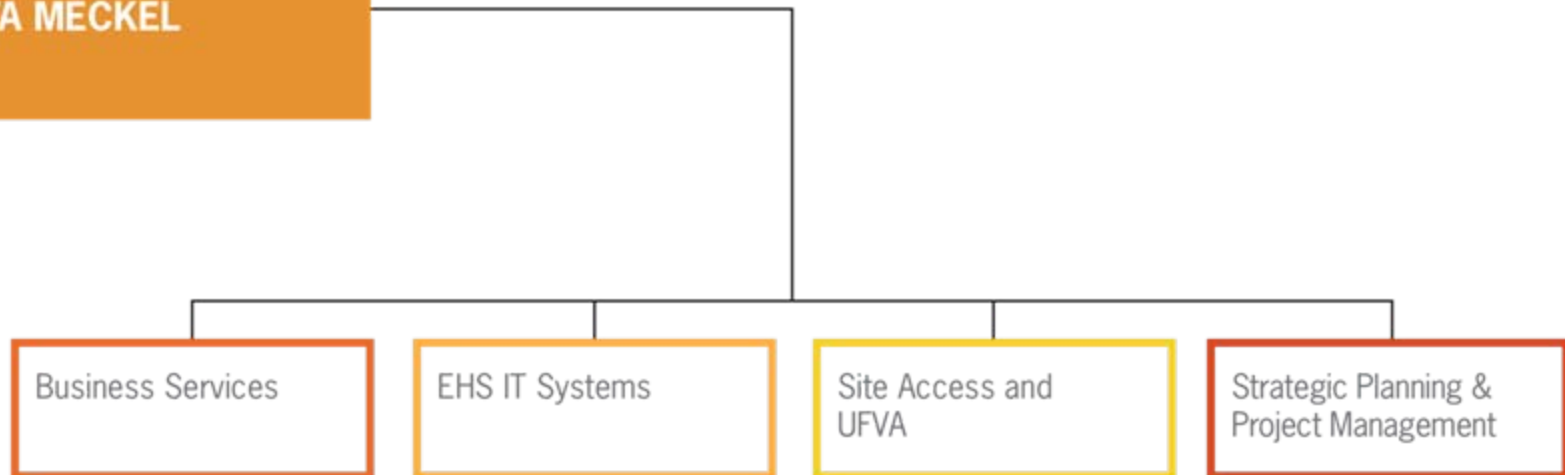 MECKEL
Business Services
EHS IT Systems
Site Access and
UFVA
Strategic Planning &
Project Management